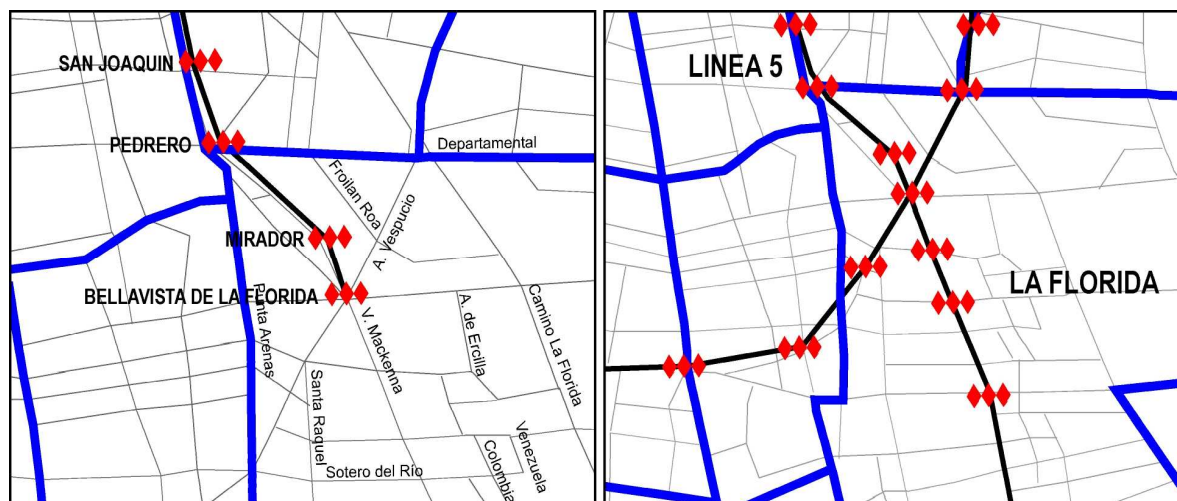 SAN JOAQUIN
PEDRERO
Departamental
Froilan Roa
A. Vespucio
MIRADOR
BELLAVISTA DE LA FLORIDA
Punta Arenas
V. Mackenna
A. de Ercilla
Camino La Florida
Santa Raquel
Sotero del Río
Colombia
Venezuela
LINEA 5
LA FLORIDA